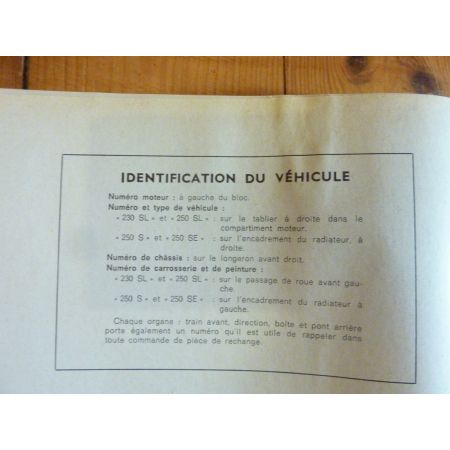 IDENTIFICATION DU VÉHICULE
Numéro moteur : à gauche du bloc.
Numéro et type de véhicule :
« 230 SL » et « 250 SL » : sur le tablier à droite dans le
compartiment moteur.
« 250 S » et « 250 SE » : sur l'encadrement du radiateur, à
droite.
Numéro de châssis : sur le longeron avant droit.
Numéro de carrosserie et de peinture :
« 230 SL » et « 250 SL » : sur le passage de roue avant gau-
che.
« 250 S » et « 250 SE » : sur l'encadrement du radiateur à
gauche.
Chaque organe : train avant, direction, boîte et pont arrière
porte également un numéro qu'il est utile de rappeler dans
toute commande de pièce de rechange.